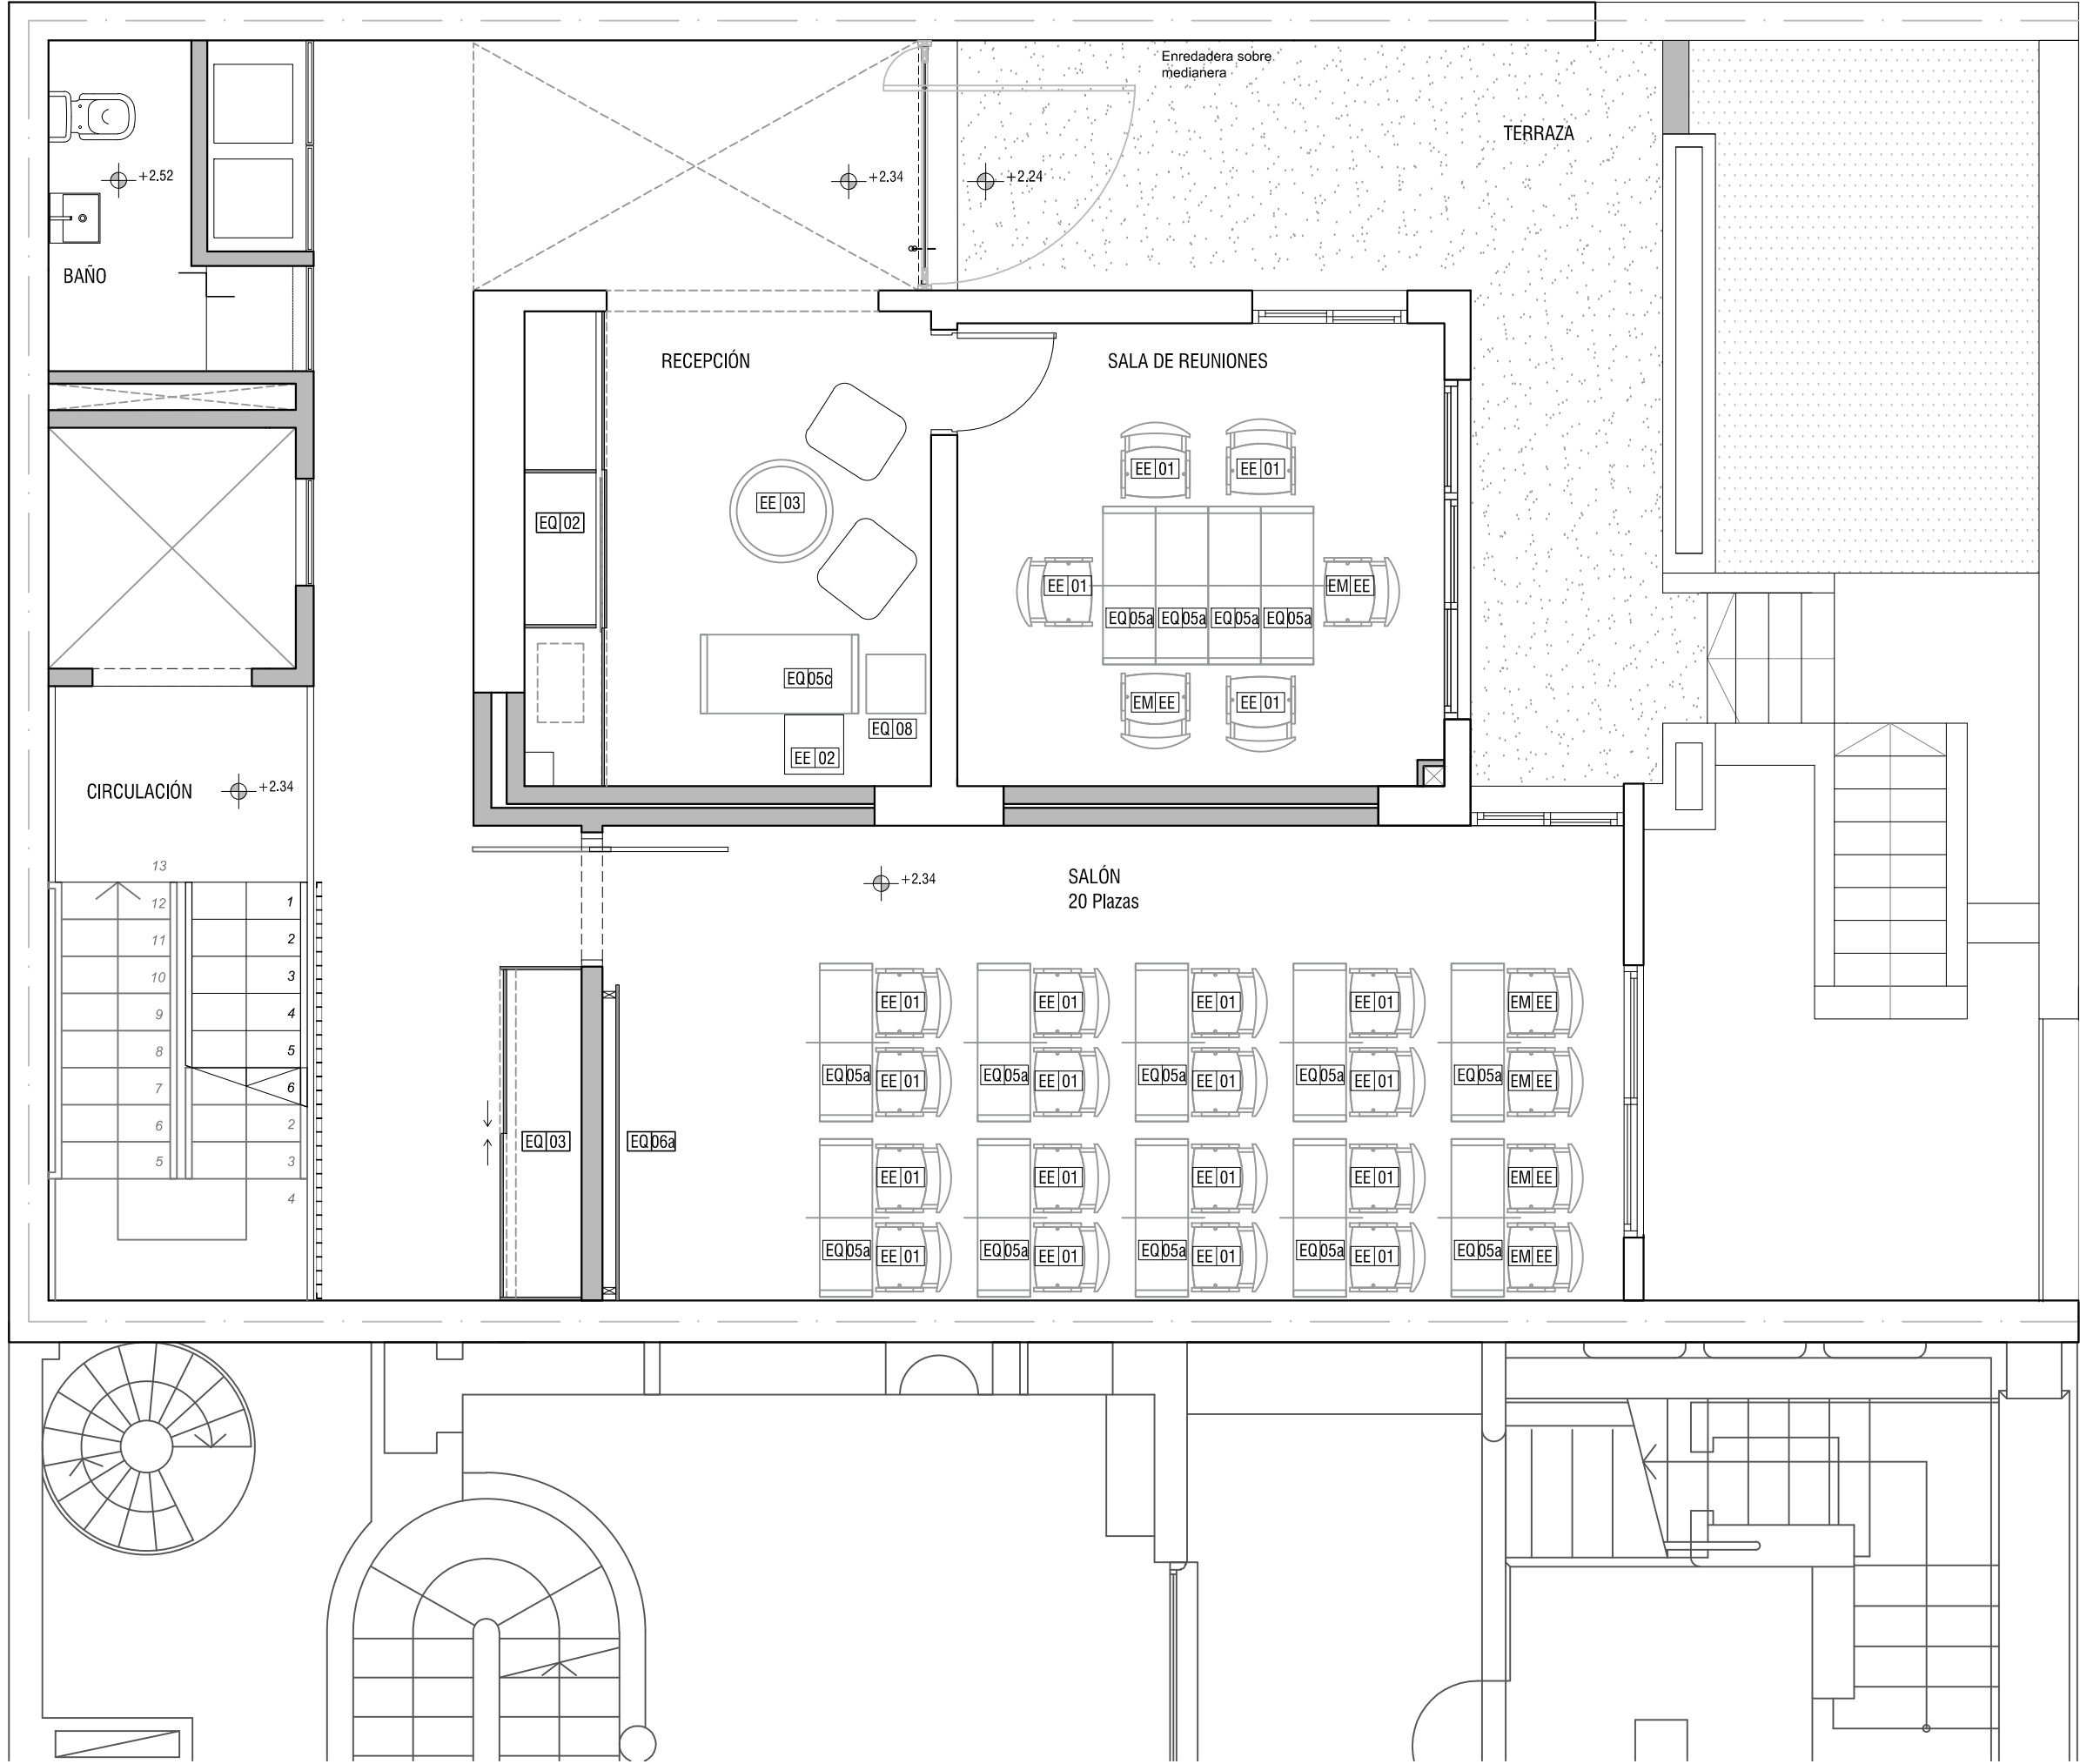 Enredadera sobre
medianera
TERRAZA
+2.52
+2.34
+2.24
BAÑO
RECEPCIÓN
SALA DE REUNIONES
EE 01
EE 01
EE 03
EQ 02
EE 01
EM EE
EQ 05a
EQ 05a
EQ 05a
EQ 05a
EQ 05c
EM EE
EE 01
EQ 08
EE 02
CIRCULACIÓN
+2.34
13
12
11
10
9
8
7
6
5
1
2
3
4
5
6
2
3
4
+2.34
SALÓN
20 Plazas
EE 01
EE 01
EE 01
EE 01
EM EE
EQ 05a
EE 01
EQ 05a
EE 01
EQ 05a
EE 01
EQ 05a
EE 01
EQ 05a
EM EE
EQ 03
EQ 06a
EE 01
EE 01
EE 01
EE 01
EM EE
EQ 05a
EE 01
EQ 05a
EE 01
EQ 05a
EE 01
EQ 05a
EE 01
EQ 05a
EM EE